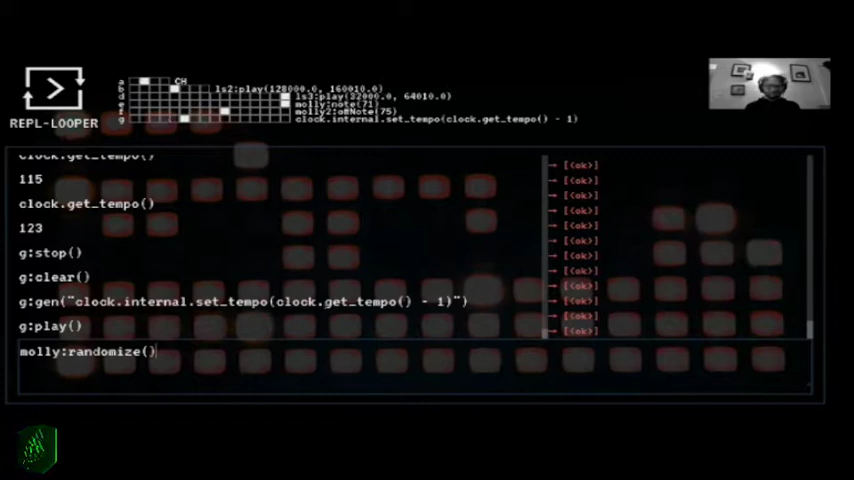 a
CH
b
ls2:play(128000.0, 160010.0)
d
ls3:play(32000.0, 64010.0)
e
molly:note(71)
molly2:offNote(75)
g
clock.internal.set_tempo(clock.get_tempo() - 1)
REPL-LOOPER
clock.get_tempo()
115
clock.get_tempo()
123
g:stop()
g:clear()
g:gen("clock.internal.set_tempo(clock.get_tempo() - 1)")
g:play()
molly:randomize()
→ [(ok)]
→ [(ok)]
→ [(ok)]
→ [(ok)]
→ [(ok)]
→ [(ok)]
→ [(ok)]
→ [(ok)]
→ [(ok)]
→ [(ok)]
→ [(ok)]
→ [(ok)]